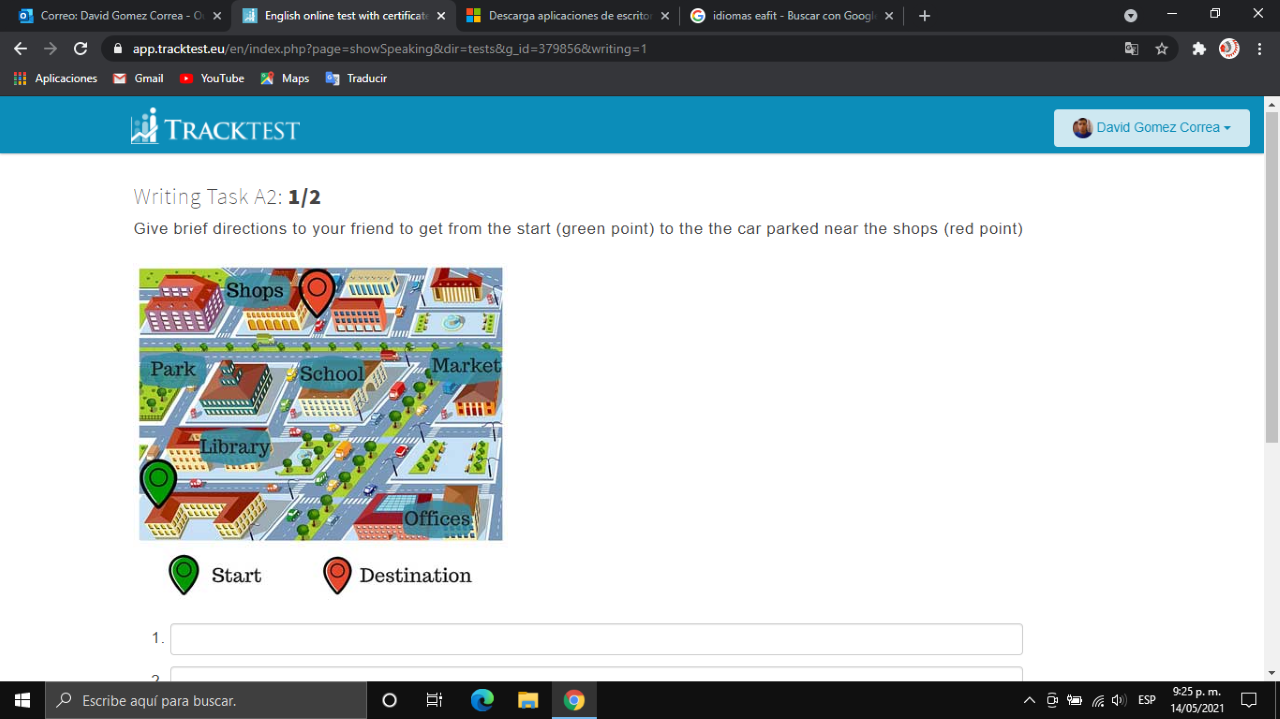 Correo: David Gomez Correa - O
English online test with certificat
Descarga aplicaciones de escrito
idiomas eafit - Buscar con Googl
app.tracktest.eu/en/index.php?page=showSpeaking&dir=tests&g_id=379856&writing=1
Aplicaciones Gmail YouTube Maps Traducir
TRACKTEST
David Gomez Correa
Writing Task A2: 1/2
Give brief directions to your friend to get from the start (green point) to the the car parked near the shops (red point)
Shops
Park School Market
Library
Offices
Start Destination
1.
2.
Escribe aquí para buscar.
ESP
9:25 p. m.
14/05/2021